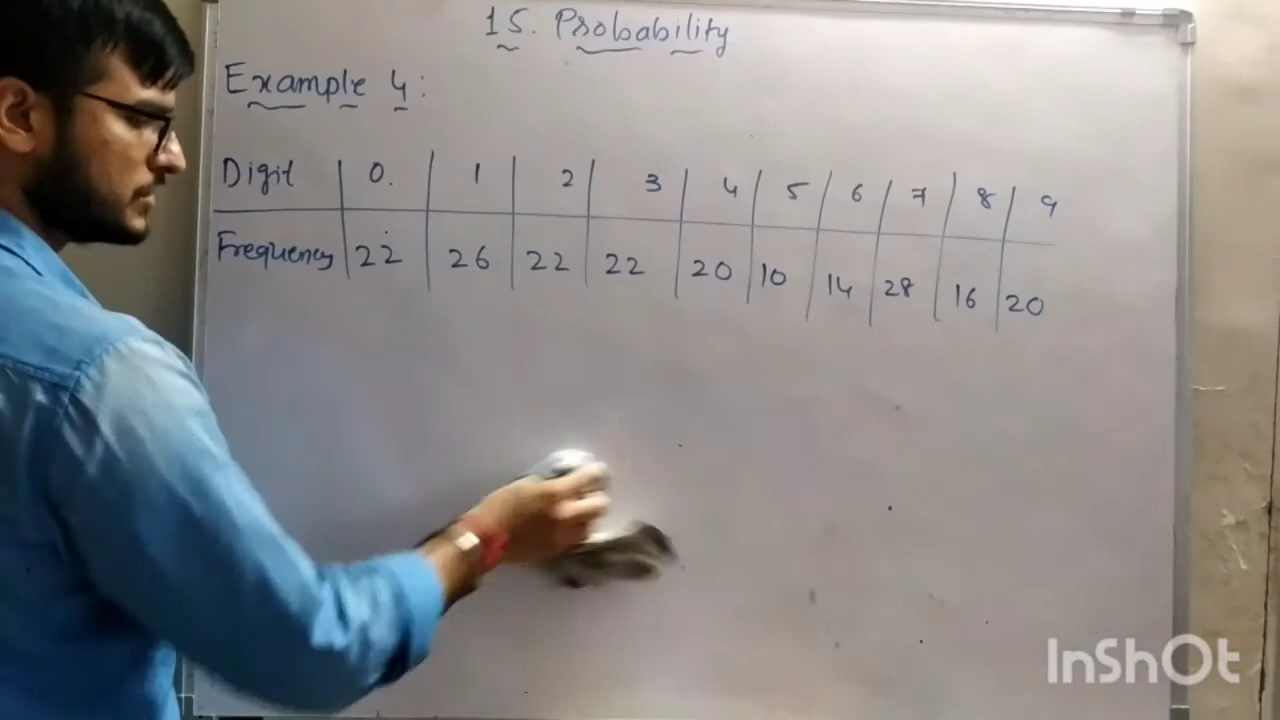 15. Probability
Example 4:
Digit 0. 1 2 3 4 5 6 7 8 9
Frequency 22 26 22 22 20 10 14 28 16 20
InShOt